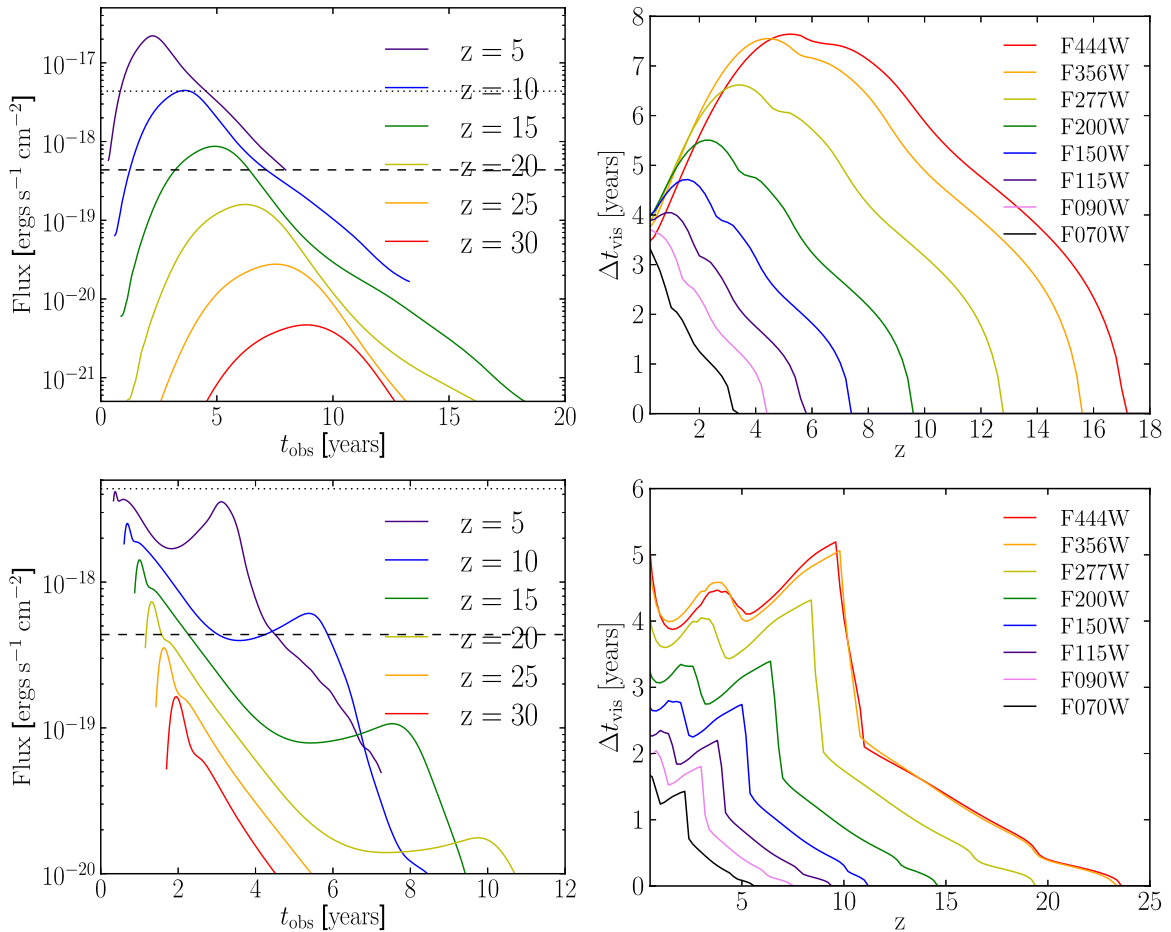 10⁻¹⁷
10⁻¹⁸
10⁻¹⁹
10⁻²⁰
10⁻²¹
Flux [ergs s⁻¹ cm⁻²]
z = 5
z = 10
z = 15
z = 20
z = 25
z = 30
0 5 10 15 20
t_obs [years]
8
7
6
5
4
3
2
1
0
Δt_vis [years]
F444W
F356W
F277W
F200W
F150W
F115W
F090W
F070W
2 4 6 8 10 12 14 16 18
z
10⁻¹⁸
10⁻¹⁹
10⁻²⁰
Flux [ergs s⁻¹ cm⁻²]
z = 5
z = 10
z = 15
z = 20
z = 25
z = 30
0 2 4 6 8 10 12
t_obs [years]
6
5
4
3
2
1
0
Δt_vis [years]
F444W
F356W
F277W
F200W
F150W
F115W
F090W
F070W
5 10 15 20 25
z